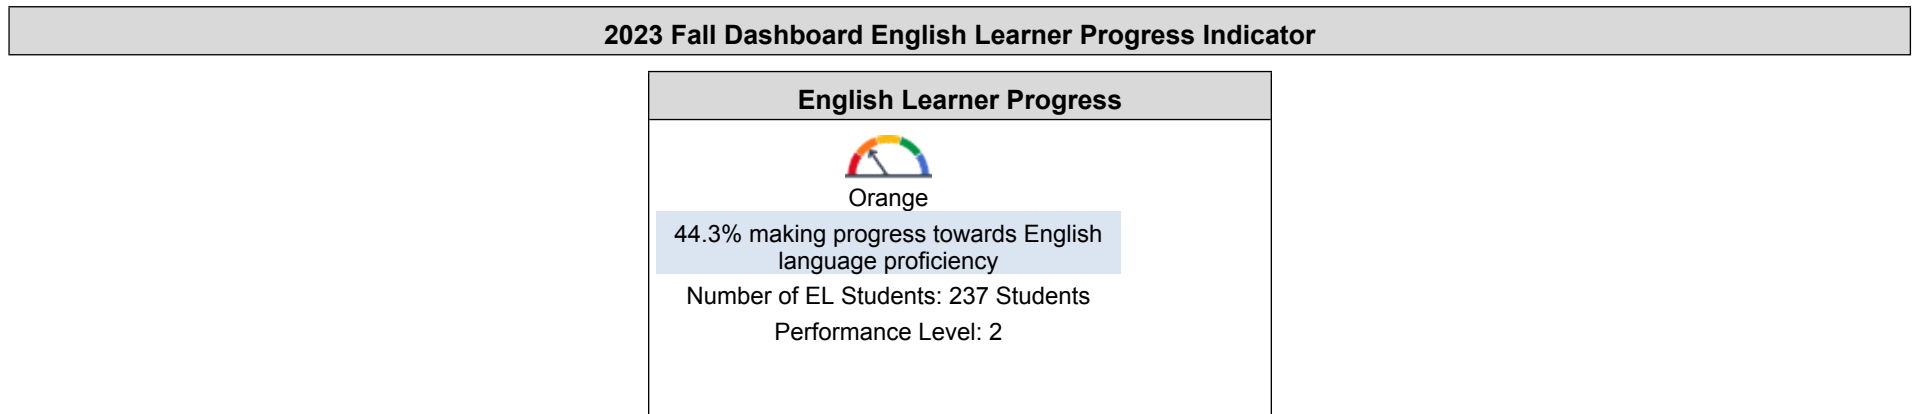 2023 Fall Dashboard English Learner Progress Indicator
English Learner Progress
Orange
44.3% making progress towards English
language proficiency
Number of EL Students: 237 Students
Performance Level: 2